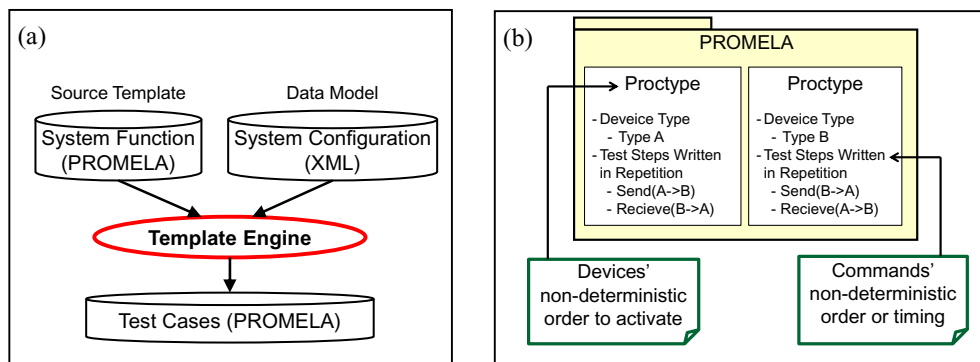 (a)
Source Template
Data Model
System Function
(PROMELA)
System Configuration
(XML)
Template Engine
Test Cases (PROMELA)
(b)
PROMELA
Proctype
- Deveice Type
- Type A
- Test Steps Written
in Repetition
- Send(A->B)
- Recieve(B->A)
Proctype
- Deveice Type
- Type B
- Test Steps Written
in Repetition
- Send(B->A)
- Recieve(A->B)
Devices'
non-deterministic
order to activate
Commands'
non-deterministic
order or timing